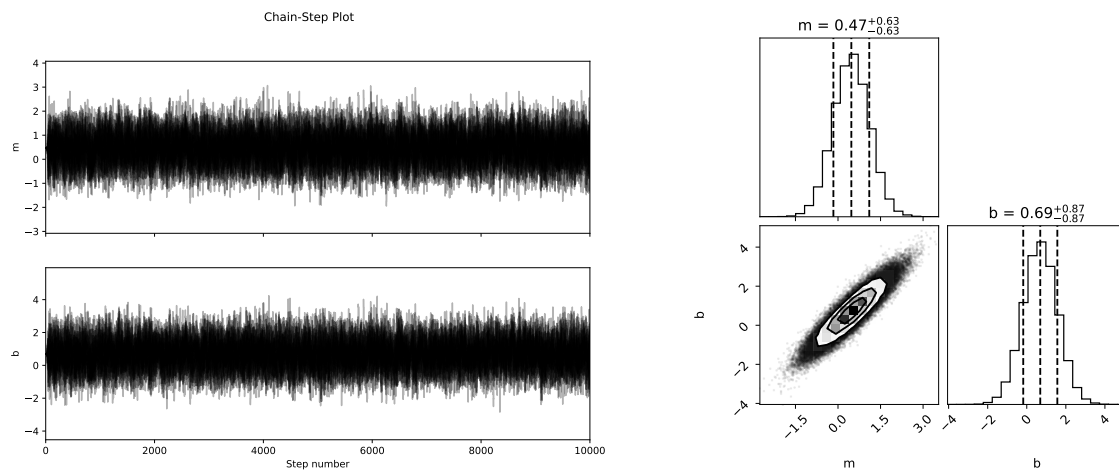 Chain-Step Plot
4
3
2
1
0
−1
−2
−3
m
4
2
0
−2
−4
b
0 2000 4000 6000 8000 10000
Step number
m = 0.47+0.63−0.63
b = 0.69+0.87−0.87
4
2
0
−2
−4
b
−1.5 0.0 1.5 3.0
m
−4 −2 0 2 4
b